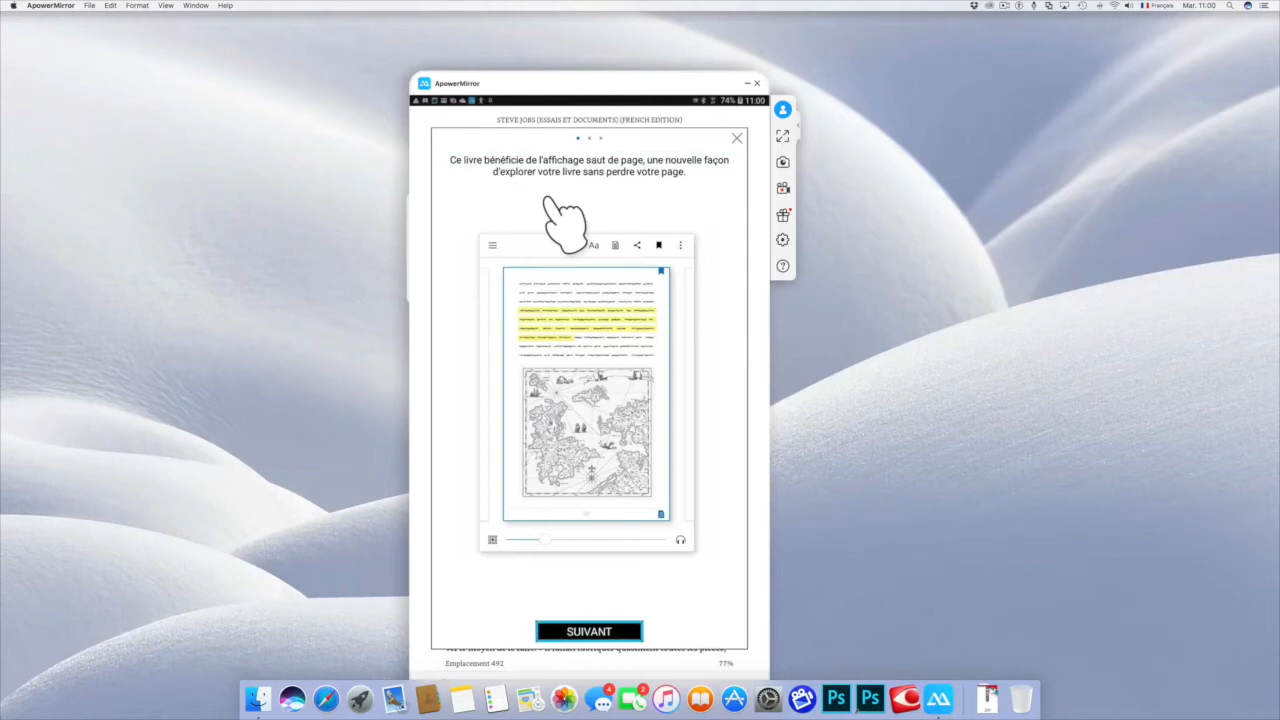 ApowerMirror File Edit Format View Window Help
Français Mar. 11:00
ApowerMirror
74% 11:00
STEVE JOBS (ESSAIS ET DOCUMENTS) (FRENCH EDITION)
Ce livre bénéficie de l'affichage saut de page, une nouvelle façon
d'explorer votre livre sans perdre votre page.
Aa
SUIVANT
Emplacement 492 77%
4 2
Ps Ps